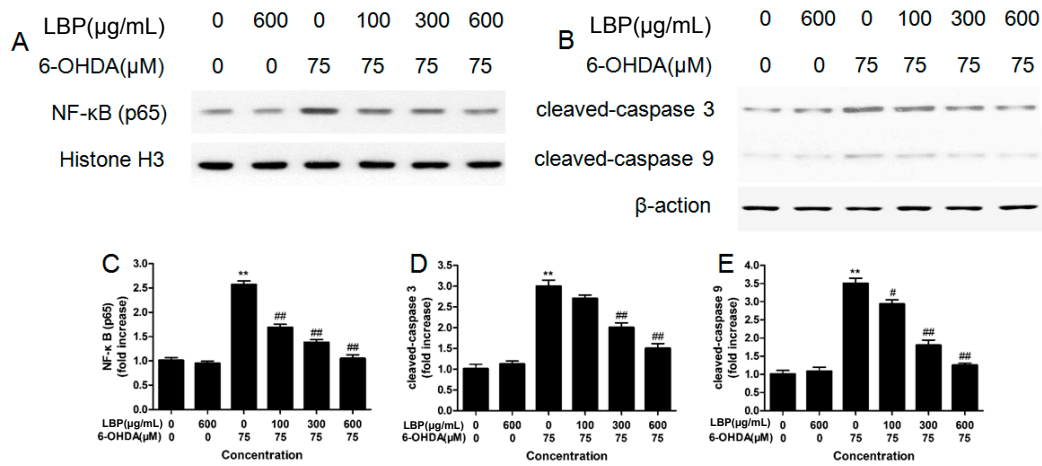 A
LBP(μg/mL) 0 600 0 100 300 600
6-OHDA(μM) 0 0 75 75 75 75
NF-κB (p65)
Histone H3
B
LBP(μg/mL) 0 600 0 100 300 600
6-OHDA(μM) 0 0 75 75 75 75
cleaved-caspase 3
cleaved-caspase 9
β-action
C
NF-κ B (p65)
(fold increase)
3.0
2.5
2.0
1.5
1.0
0.5
0.0
**
##
##
##
LBP(μg/mL) 0 600 0 100 300 600
6-OHDA(μM) 0 0 75 75 75 75
Concentration
D
cleaved-caspase 3
(fold increase)
3.5
3.0
2.5
2.0
1.5
1.0
0.5
0.0
**
##
##
LBP(μg/mL) 0 600 0 100 300 600
6-OHDA(μM) 0 0 75 75 75 75
Concentration
E
cleaved-caspase 9
(fold increase)
4.0
3.5
3.0
2.5
2.0
1.5
1.0
0.5
0.0
**
#
##
##
LBP(μg/mL) 0 600 0 100 300 600
6-OHDA(μM) 0 0 75 75 75 75
Concentration